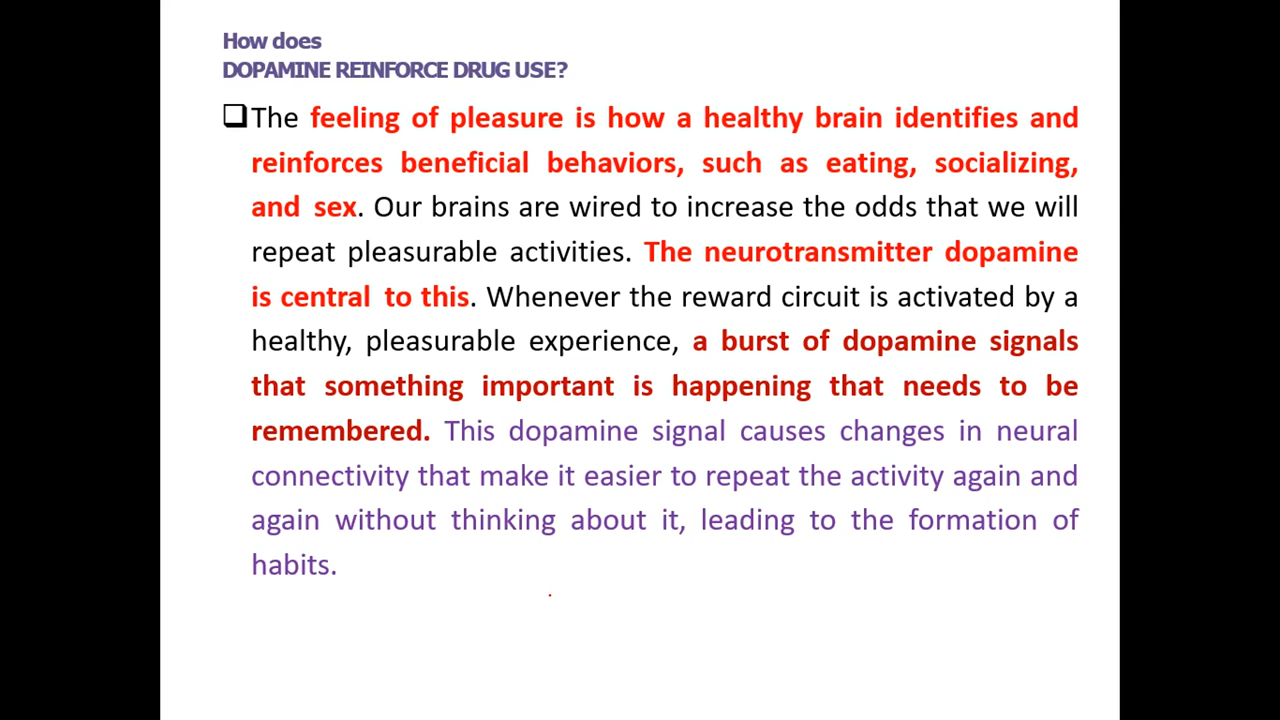 How does
DOPAMINE REINFORCE DRUG USE?
The feeling of pleasure is how a healthy brain identifies and
reinforces beneficial behaviors, such as eating, socializing,
and sex. Our brains are wired to increase the odds that we will
repeat pleasurable activities. The neurotransmitter dopamine
is central to this. Whenever the reward circuit is activated by a
healthy, pleasurable experience, a burst of dopamine signals
that something important is happening that needs to be
remembered. This dopamine signal causes changes in neural
connectivity that make it easier to repeat the activity again and
again without thinking about it, leading to the formation of
habits.